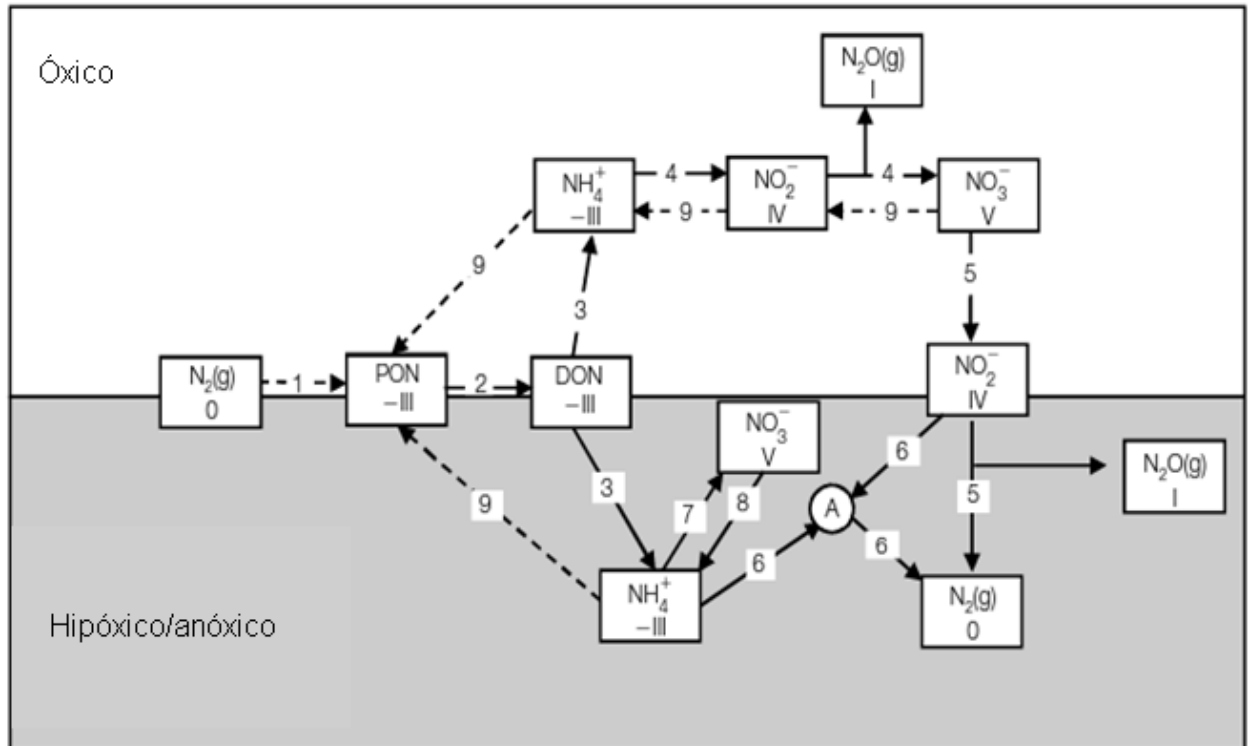 Óxico
N₂O(g)
I
NH₄⁺
–III
4
NO₂⁻
IV
4
NO₃⁻
V
9
9
9
5
3
N₂(g)
0
1
PON
–III
2
DON
–III
NO₂⁻
IV
NO₃⁻
V
6
N₂O(g)
I
3
9
7
8
A
5
6
6
NH₄⁺
–III
N₂(g)
0
Hipóxico/anóxico